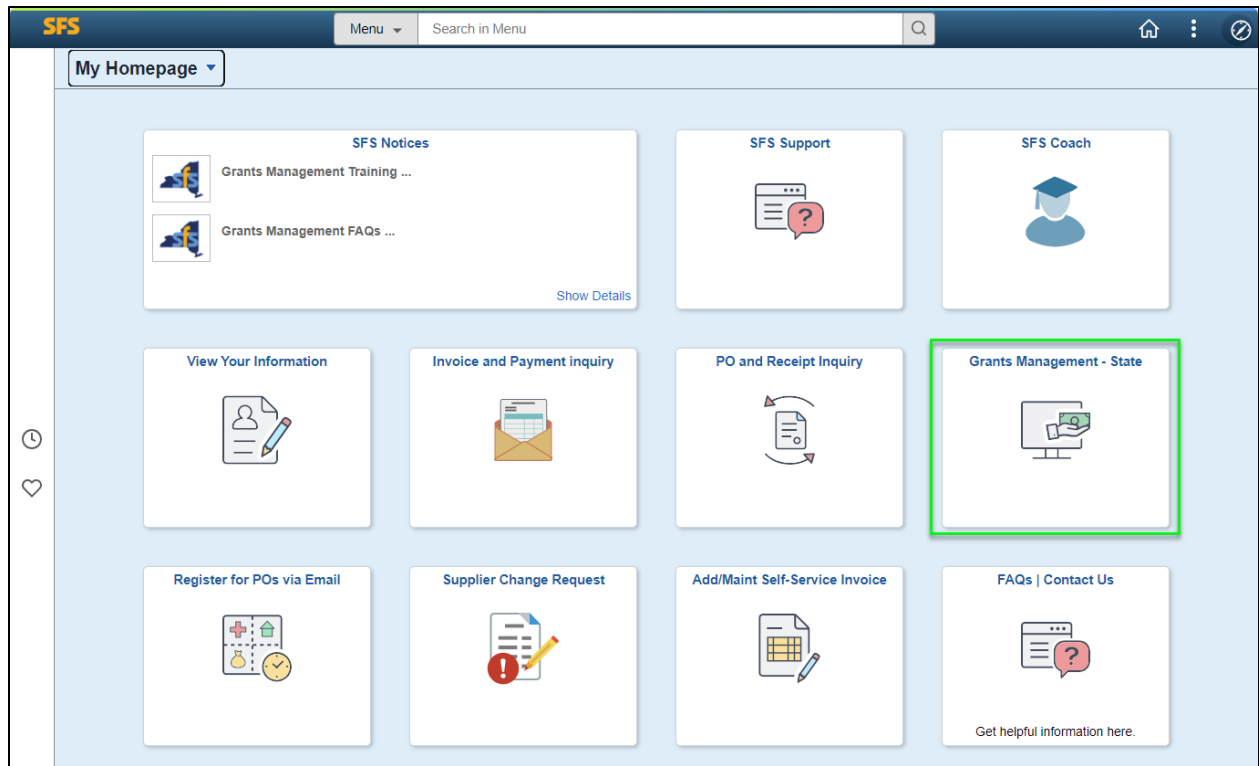 SFS
Menu
Search in Menu
My Homepage
SFS Notices
Grants Management Training ...
Grants Management FAQs ...
Show Details
SFS Support
?
SFS Coach
View Your Information
Invoice and Payment inquiry
PO and Receipt Inquiry
Grants Management - State
Register for POs via Email
Supplier Change Request
!
Add/Maint Self-Service Invoice
FAQs | Contact Us
?
Get helpful information here.
sfs
sfs